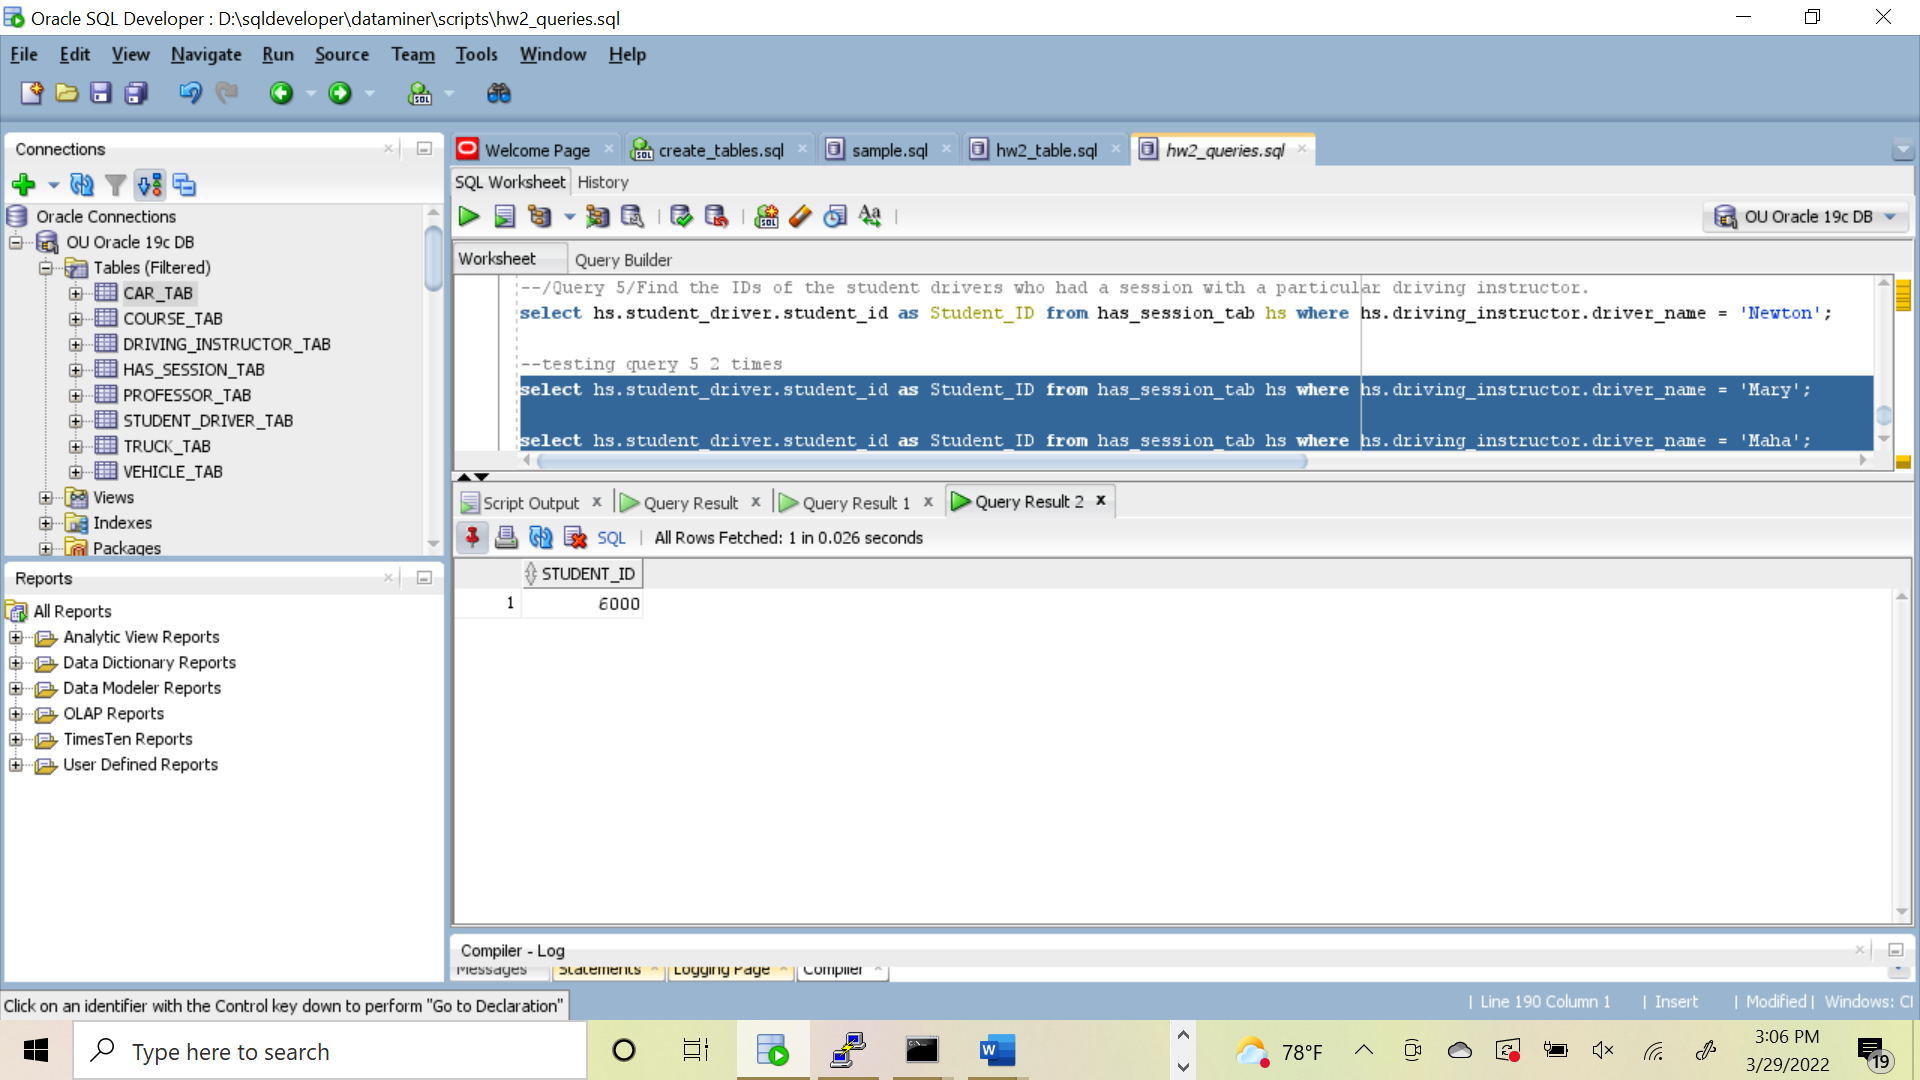 Oracle SQL Developer : D:\sqldeveloper\dataminer\scripts\hw2_queries.sql
File Edit View Navigate Run Source Team Tools Window Help
Connections
Oracle Connections
OU Oracle 19c DB
Tables (Filtered)
CAR_TAB
COURSE_TAB
DRIVING_INSTRUCTOR_TAB
HAS_SESSION_TAB
PROFESSOR_TAB
STUDENT_DRIVER_TAB
TRUCK_TAB
VEHICLE_TAB
Views
Indexes
Packages
Reports
All Reports
Analytic View Reports
Data Dictionary Reports
Data Modeler Reports
OLAP Reports
TimesTen Reports
User Defined Reports
Welcome Page create_tables.sql sample.sql hw2_table.sql hw2_queries.sql
SQL Worksheet History
OU Oracle 19c DB
Worksheet Query Builder
--/Query 5/Find the IDs of the student drivers who had a session with a particular driving instructor.
select hs.student_driver.student_id as Student_ID from has_session_tab hs where hs.driving_instructor.driver_name = 'Newton';
--testing query 5 2 times
select hs.student_driver.student_id as Student_ID from has_session_tab hs where hs.driving_instructor.driver_name = 'Mary';
select hs.student_driver.student_id as Student_ID from has_session_tab hs where hs.driving_instructor.driver_name = 'Maha';
Script Output Query Result Query Result 1 Query Result 2
SQL All Rows Fetched: 1 in 0.026 seconds
STUDENT_ID
1 6000
Compiler - Log
Messages Statements Logging Page Compiler
Click on an identifier with the Control key down to perform "Go to Declaration"
Line 190 Column 1 Insert Modified Windows: Cl
Type here to search
78°F
3:06 PM
3/29/2022
19